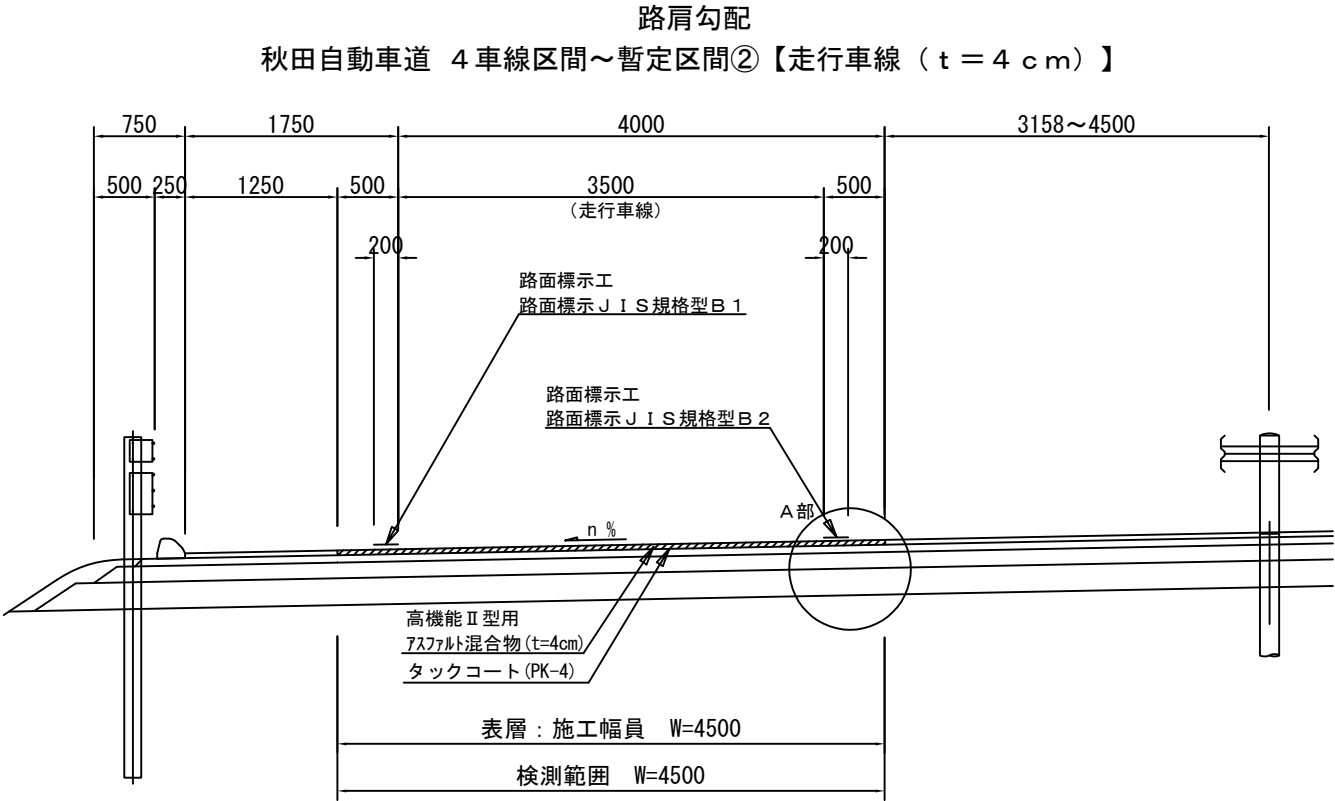 路肩勾配
秋田自動車道 4車線区間～暫定区間②【走行車線（t＝4cm）】
750 1750 4000 3158～4500
500 250 1250 500 3500 500
(走行車線)
200 200
路面標示工
路面標示JIS規格型B1
路面標示工
路面標示JIS規格型B2
A部
n %
高機能Ⅱ型用
ｱｽﾌｧﾙﾄ混合物(t=4cm)
タックコート(PK-4)
表層：施工幅員 W=4500
検測範囲 W=4500